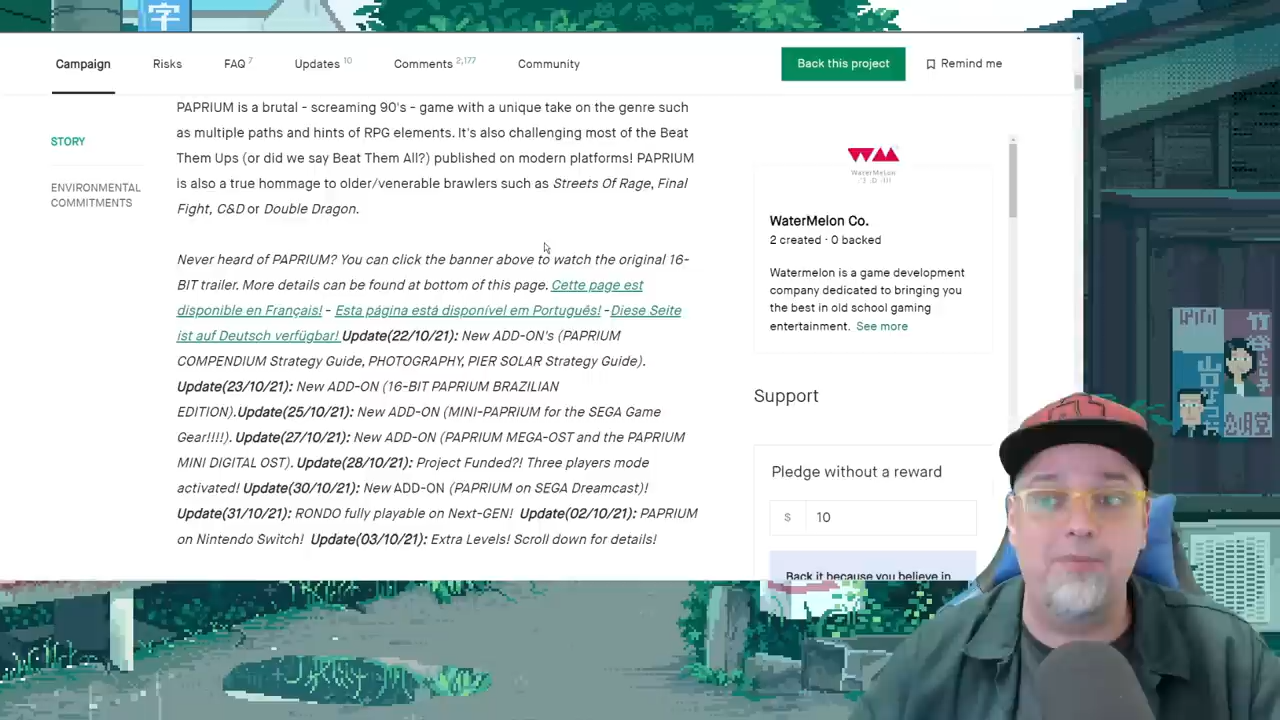 字
Campaign
Risks
FAQ 7
Updates 10
Comments 2,177
Community
Back this project
Remind me
STORY
ENVIRONMENTAL
COMMITMENTS
PAPRIUM is a brutal - screaming 90's - game with a unique take on the genre such
as multiple paths and hints of RPG elements. It's also challenging most of the Beat
Them Ups (or did we say Beat Them All?) published on modern platforms! PAPRIUM
is also a true hommage to older/venerable brawlers such as Streets Of Rage, Final
Fight, C&D or Double Dragon.
Never heard of PAPRIUM? You can click the banner above to watch the original 16-
BIT trailer. More details can be found at bottom of this page. Cette page est
disponible en Français! - Esta página está disponível em Português! -Diese Seite
ist auf Deutsch verfügbar! Update(22/10/21): New ADD-ON's (PAPRIUM
COMPENDIUM Strategy Guide, PHOTOGRAPHY, PIER SOLAR Strategy Guide).
Update(23/10/21): New ADD-ON (16-BIT PAPRIUM BRAZILIAN
EDITION).Update(25/10/21): New ADD-ON (MINI-PAPRIUM for the SEGA Game
Gear!!!!). Update(27/10/21): New ADD-ON (PAPRIUM MEGA-OST and the PAPRIUM
MINI DIGITAL OST). Update(28/10/21): Project Funded?! Three players mode
activated! Update(30/10/21): New ADD-ON (PAPRIUM on SEGA Dreamcast)!
Update(31/10/21): RONDO fully playable on Next-GEN! Update(02/10/21): PAPRIUM
on Nintendo Switch! Update(03/10/21): Extra Levels! Scroll down for details!
WaterMelon
WaterMelon Co.
2 created · 0 backed
Watermelon is a game development
company dedicated to bringing you
the best in old school gaming
entertainment. See more
Support
Pledge without a reward
$ 10
Back it because you believe in